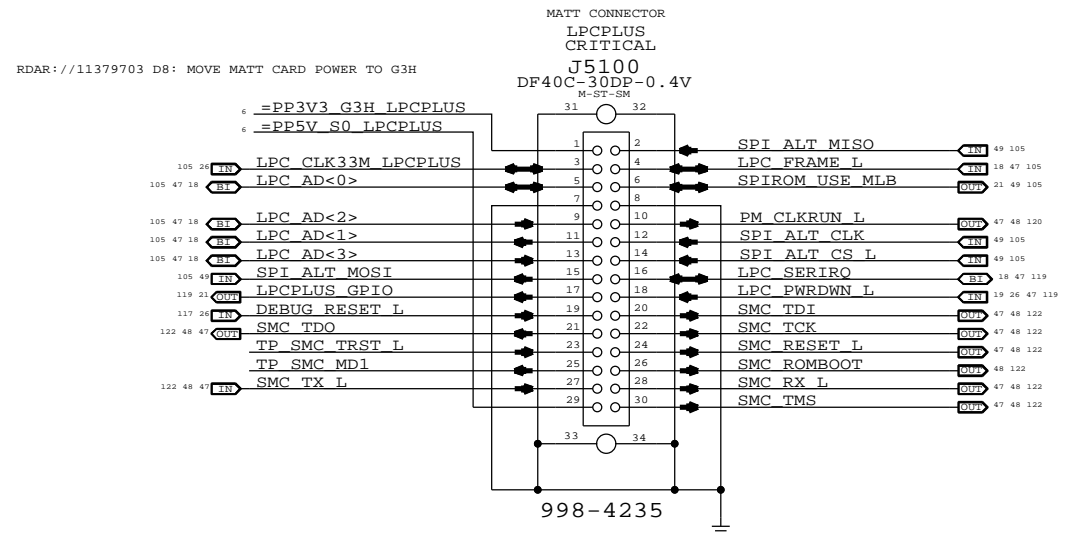 MATT CONNECTOR
LPCPLUS
CRITICAL
J5100
DF40C-30DP-0.4V
M-ST-SM
RDAR://11379703 D8: MOVE MATT CARD POWER TO G3H
31 32
6 =PP3V3_G3H_LPCPLUS
6 =PP5V_S0_LPCPLUS
1 2 SPI_ALT_MISO IN 49 105
105 26 IN LPC_CLK33M_LPCPLUS 3 4 LPC_FRAME_L IN 18 47 105
105 47 18 BI LPC_AD<0> 5 6 SPIROM_USE_MLB OUT 21 49 105
7 8
105 47 18 BI LPC_AD<2> 9 10 PM_CLKRUN_L OUT 47 48 120
105 47 18 BI LPC_AD<1> 11 12 SPI_ALT_CLK IN 49 105
105 47 18 BI LPC_AD<3> 13 14 SPI_ALT_CS_L IN 49 105
105 49 IN SPI_ALT_MOSI 15 16 LPC_SERIRQ BI 18 47 119
119 21 OUT LPCPLUS_GPIO 17 18 LPC_PWRDWN_L IN 19 26 47 119
117 26 IN DEBUG_RESET_L 19 20 SMC_TDI OUT 47 48 122
122 48 47 OUT SMC_TDO 21 22 SMC_TCK OUT 47 48 122
TP_SMC_TRST_L 23 24 SMC_RESET_L OUT 47 48 122
TP_SMC_MD1 25 26 SMC_ROMBOOT OUT 48 122
122 48 47 IN SMC_TX_L 27 28 SMC_RX_L OUT 47 48 122
29 30 SMC_TMS OUT 47 48 122
33 34
998-4235